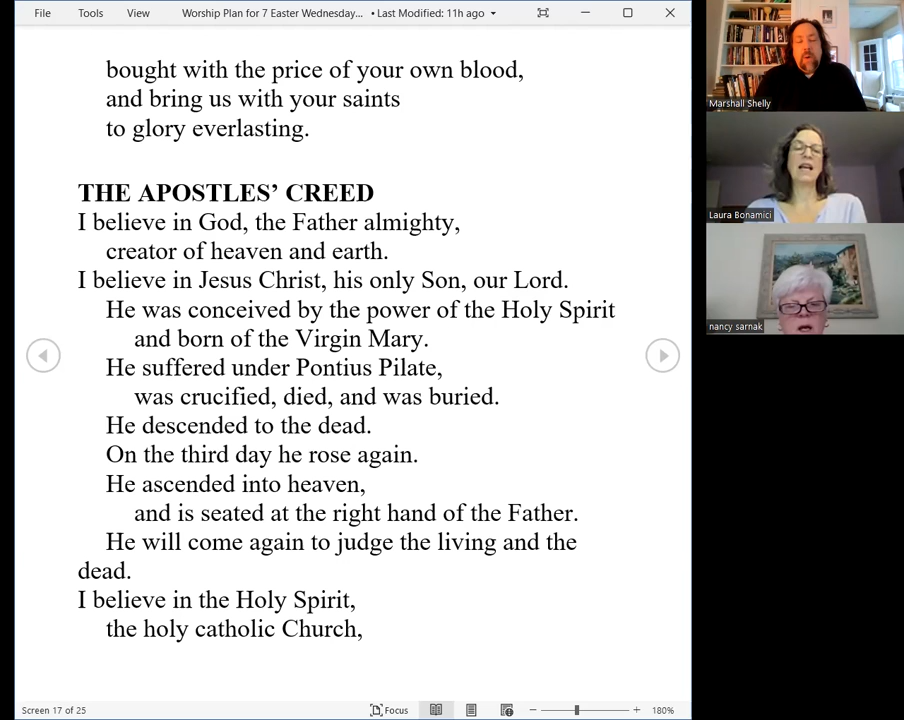 File Tools View Worship Plan for 7 Easter Wednesday... • Last Modified: 11h ago
bought with the price of your own blood,
and bring us with your saints
to glory everlasting.
THE APOSTLES’ CREED
I believe in God, the Father almighty,
creator of heaven and earth.
I believe in Jesus Christ, his only Son, our Lord.
He was conceived by the power of the Holy Spirit
and born of the Virgin Mary.
He suffered under Pontius Pilate,
was crucified, died, and was buried.
He descended to the dead.
On the third day he rose again.
He ascended into heaven,
and is seated at the right hand of the Father.
He will come again to judge the living and the
dead.
I believe in the Holy Spirit,
the holy catholic Church,
Screen 17 of 25 Focus 180%
Marshall Shelly
Laura Bonamici
nancy sarnak